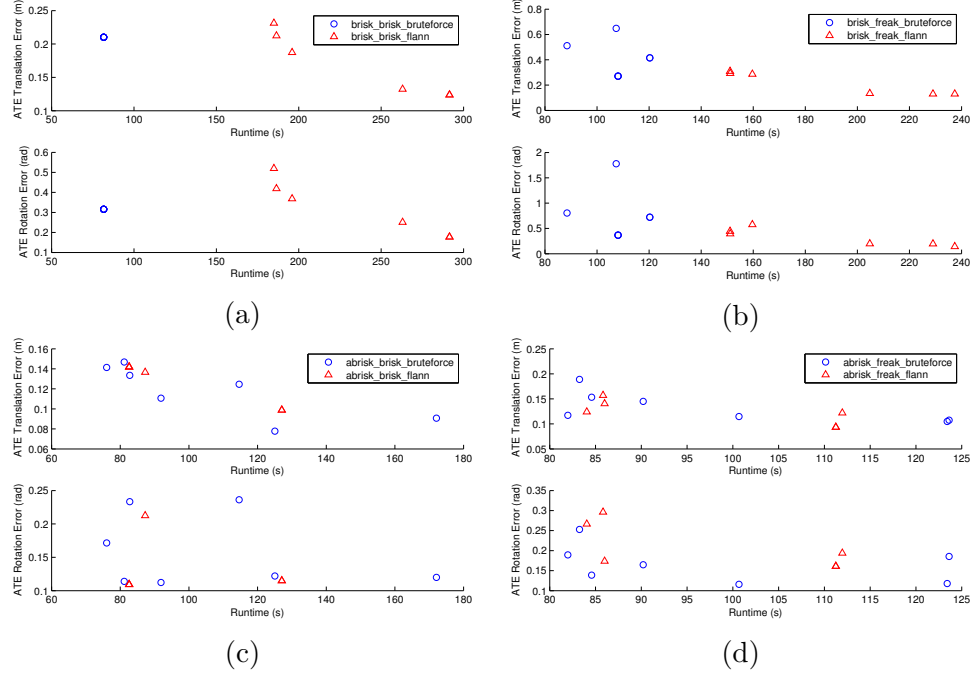 ATE Translation Error (m)
0.25
0.2
0.15
0.1
brisk_brisk_bruteforce
brisk_brisk_flann
50 100 150 200 250 300
Runtime (s)
ATE Rotation Error (rad)
0.6
0.5
0.4
0.3
0.2
0.1
50 100 150 200 250 300
Runtime (s)
(a)
ATE Translation Error (m)
0.8
0.6
0.4
0.2
0
brisk_freak_bruteforce
brisk_freak_flann
80 100 120 140 160 180 200 220 240
Runtime (s)
ATE Rotation Error (rad)
2
1.5
1
0.5
0
80 100 120 140 160 180 200 220 240
Runtime (s)
(b)
ATE Translation Error (m)
0.16
0.14
0.12
0.1
0.08
0.06
abrisk_brisk_bruteforce
abrisk_brisk_flann
60 80 100 120 140 160 180
Runtime (s)
ATE Rotation Error (rad)
0.25
0.2
0.15
0.1
60 80 100 120 140 160 180
Runtime (s)
(c)
ATE Translation Error (m)
0.25
0.2
0.15
0.1
0.05
abrisk_freak_bruteforce
abrisk_freak_flann
80 85 90 95 100 105 110 115 120 125
Runtime (s)
ATE Rotation Error (rad)
0.35
0.3
0.25
0.2
0.15
0.1
80 85 90 95 100 105 110 115 120 125
Runtime (s)
(d)